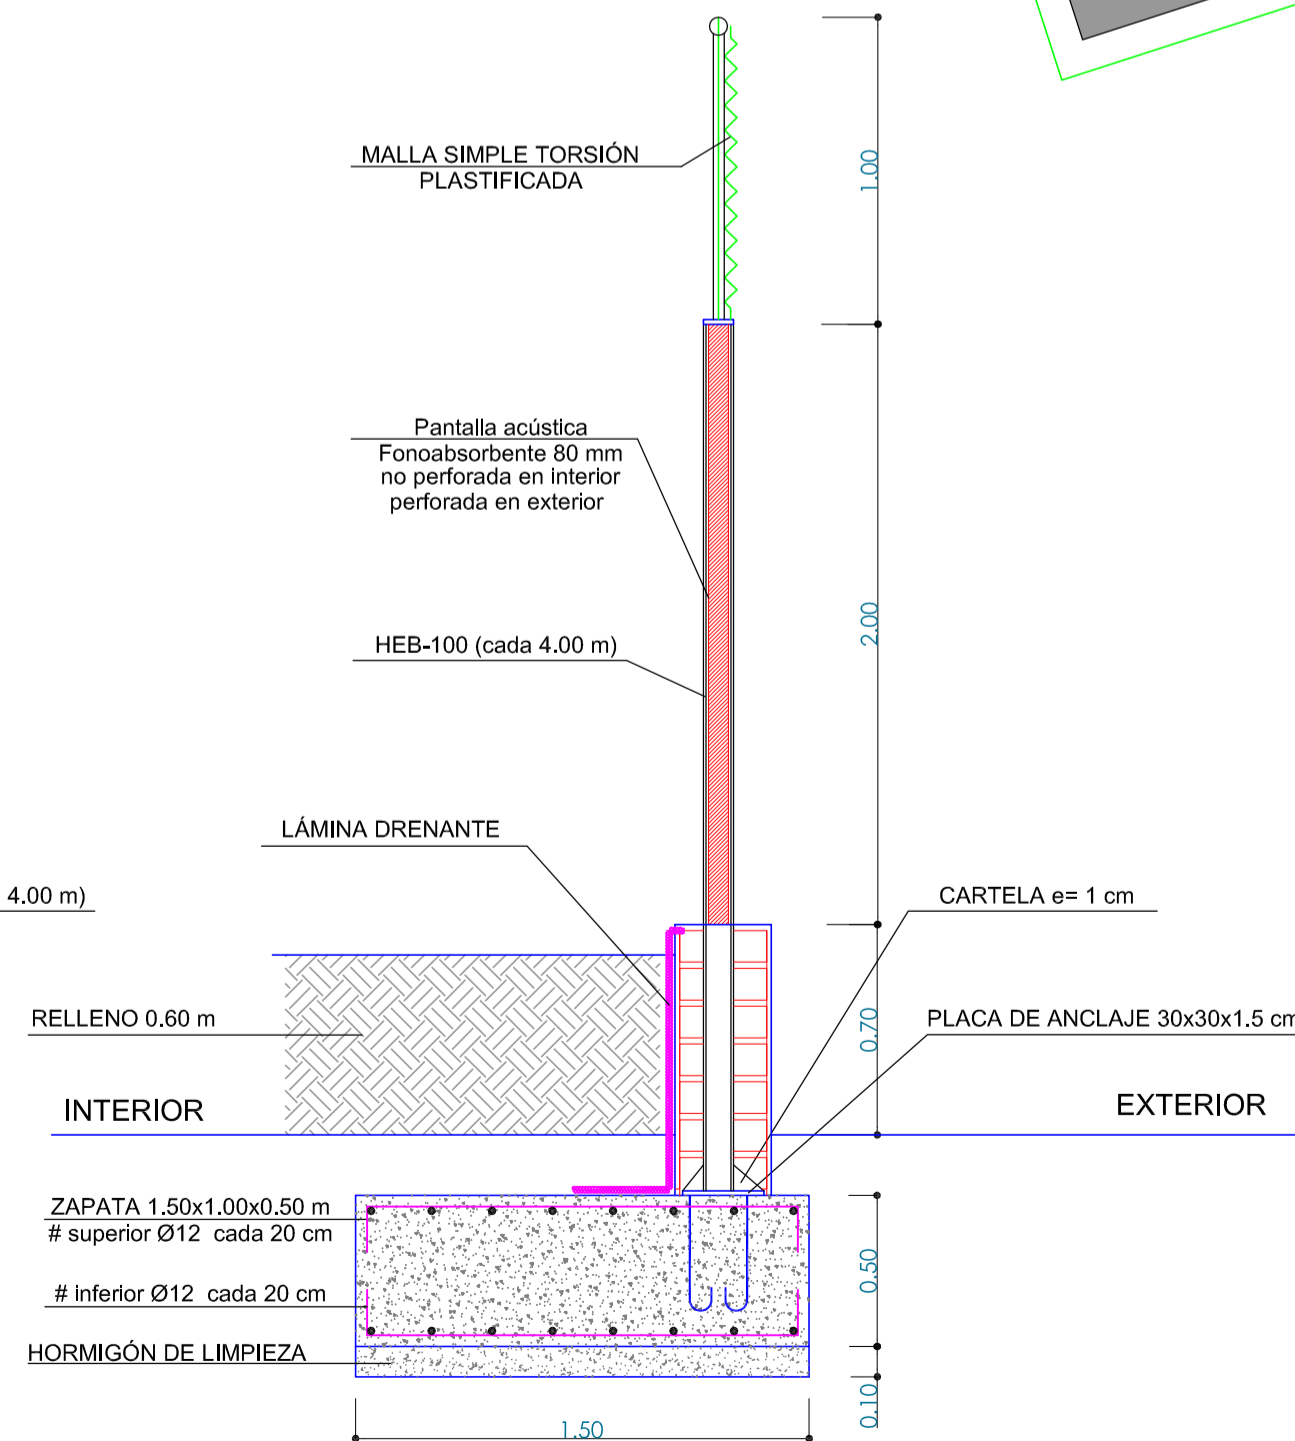 MALLA SIMPLE TORSIÓN
PLASTIFICADA
1.00
Pantalla acústica
Fonoabsorbente 80 mm
no perforada en interior
perforada en exterior
2.00
HEB-100 (cada 4.00 m)
LÁMINA DRENANTE
4.00 m)
CARTELA e= 1 cm
RELLENO 0.60 m
0.70
PLACA DE ANCLAJE 30x30x1.5 cm
INTERIOR
EXTERIOR
ZAPATA 1.50x1.00x0.50 m
# superior Ø12 cada 20 cm
0.50
# inferior Ø12 cada 20 cm
HORMIGÓN DE LIMPIEZA
0.10
1.50